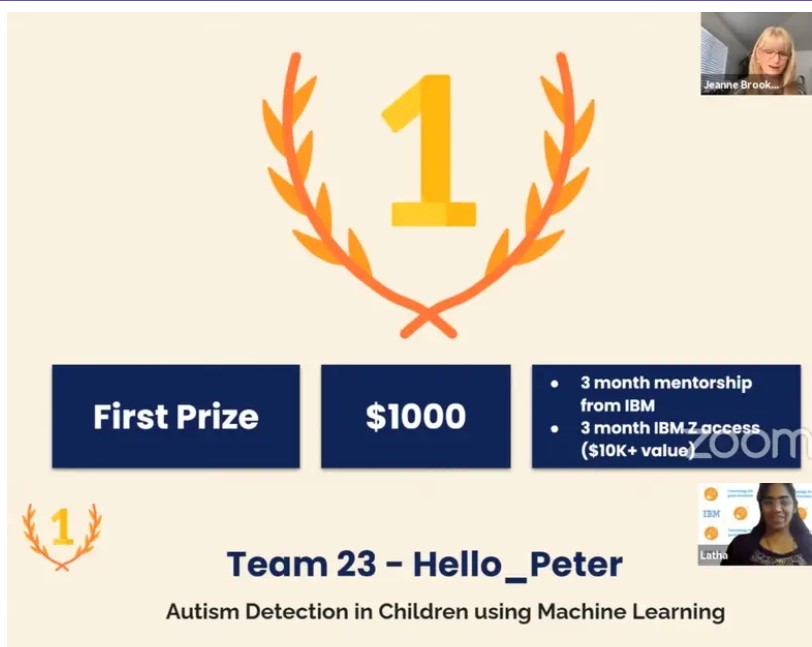 1
Jeanne Brook...
First Prize
$1000
• 3 month mentorship
from IBM
• 3 month IBM Z access
($10K+ value)
zoom
1
IBM
Latha
Team 23 - Hello_Peter
Autism Detection in Children using Machine Learning